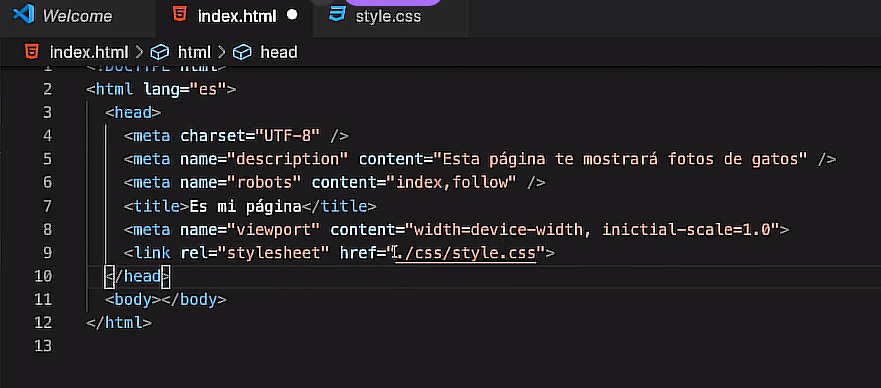 Welcome index.html style.css
index.html > html > head
1 <!DOCTYPE html>
2 <html lang="es">
3 <head>
4 <meta charset="UTF-8" />
5 <meta name="description" content="Esta página te mostrará fotos de gatos" />
6 <meta name="robots" content="index,follow" />
7 <title>Es mi página</title>
8 <meta name="viewport" content="width=device-width, inictial-scale=1.0">
9 <link rel="stylesheet" href="./css/style.css">
10 </head>
11 <body></body>
12 </html>
13